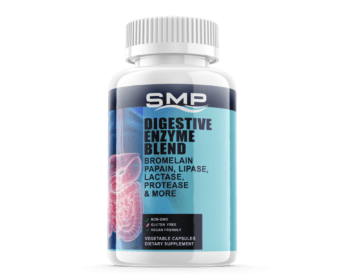 SMP
DIGESTIVE
ENZYME
BLEND
BROMELAIN
PAPAIN, LIPASE,
LACTASE,
PROTEASE
& MORE
NON-GMO
GLUTEN FREE
VEGAN FRIENDLY
VEGETABLE CAPSULES
DIETARY SUPPLEMENT